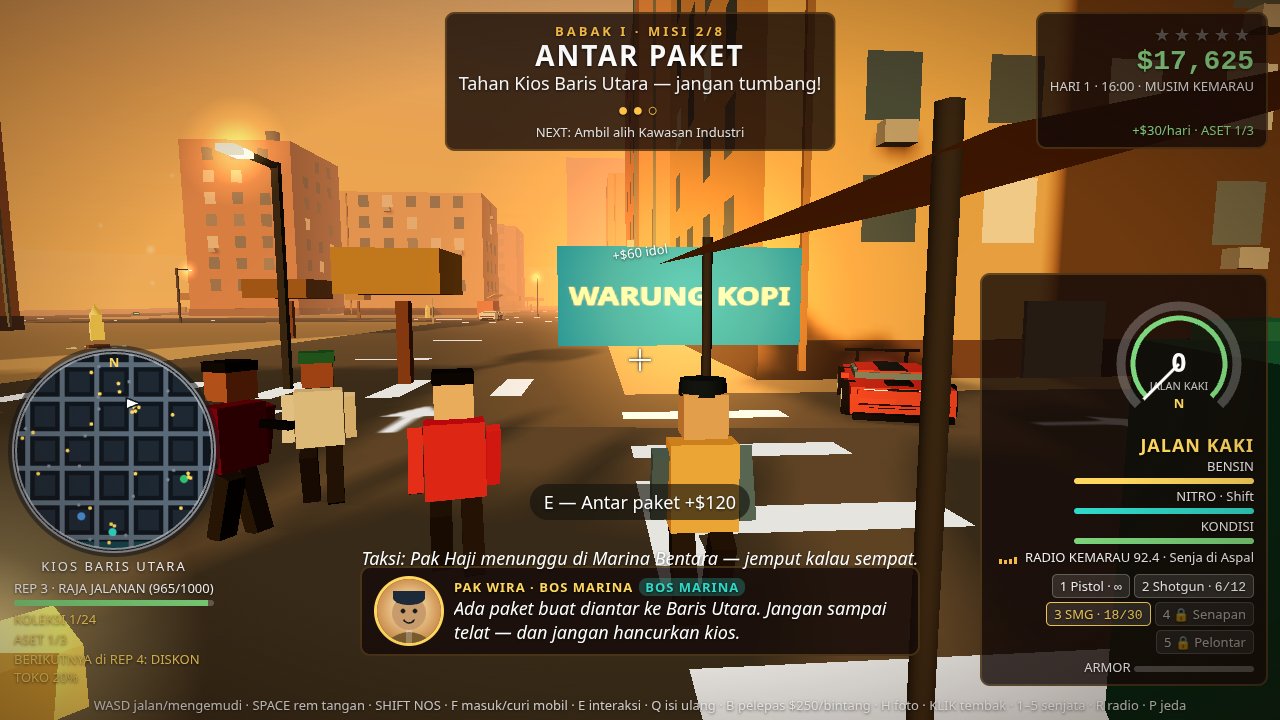 BABAK I · MISI 2/8
ANTAR PAKET
Tahan Kios Baris Utara — jangan tumbang!
NEXT: Ambil alih Kawasan Industri
★★★★★
$17,625
HARI 1 · 16:00 · MUSIM KEMARAU
+$30/hari · ASET 1/3
+$60 idol
WARUNG KOPI
N
0
JALAN KAKI
N
JALAN KAKI
BENSIN
NITRO · Shift
KONDISI
RADIO KEMARAU 92.4 · Senja di Aspal
1 Pistol · ∞ 2 Shotgun · 6/12
3 SMG · 18/30 4 🔒 Senapan
5 🔒 Pelontar
ARMOR
E — Antar paket +$120
Taksi: Pak Haji menunggu di Marina Bentara — jemput kalau sempat.
PAK WIRA · BOS MARINA BOS MARINA
Ada paket buat diantar ke Baris Utara. Jangan sampai
telat — dan jangan hancurkan kios.
KIOS BARIS UTARA
REP 3 · RAJA JALANAN (965/1000)
KOLEKSI 1/24
ASET 1/3
BERIKUTNYA di REP 4: DISKON
TOKO 20%
WASD jalan/mengemudi · SPACE rem tangan · SHIFT NOS · F masuk/curi mobil · E interaksi · Q isi ulang · B pelepas $250/bintang · H foto · KLIK tembak · 1–5 senjata · R radio · P jeda